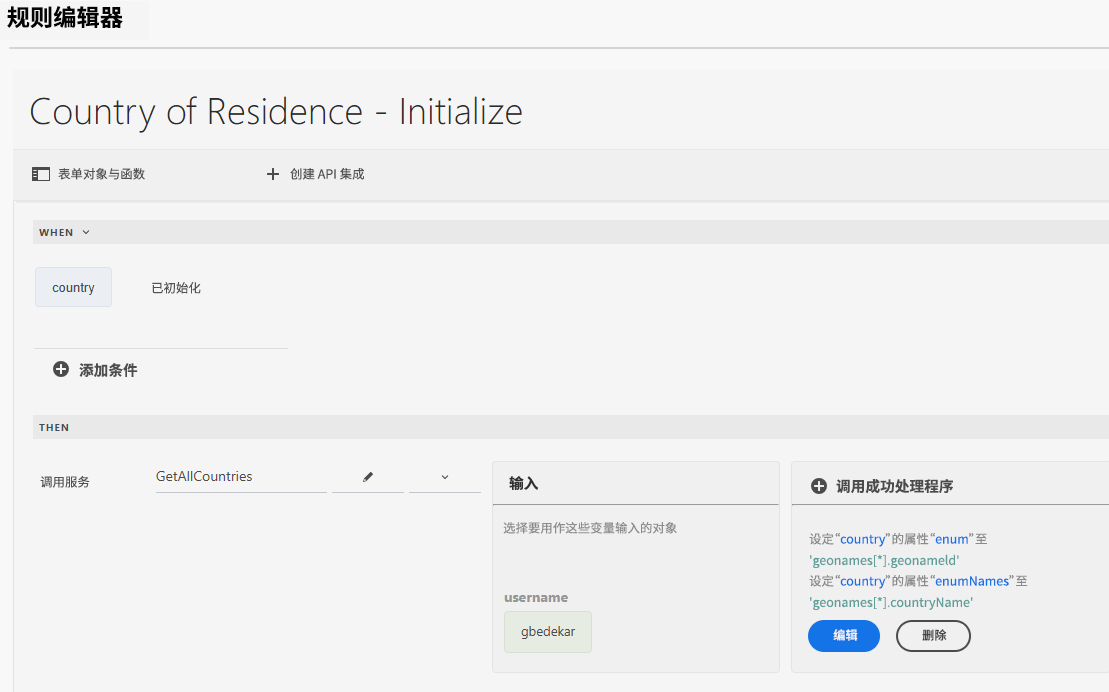 规则编辑器
Country of Residence - Initialize
表单对象与函数
创建 API 集成
WHEN
country
已初始化
添加条件
THEN
调用服务
GetAllCountries
输入
选择要用作这些变量输入的对象
username
gbedekar
调用成功处理程序
设定“country”的属性“enum”至
'geonames[*].geonameId'
设定“country”的属性“enumNames”至
'geonames[*].countryName'
编辑
删除